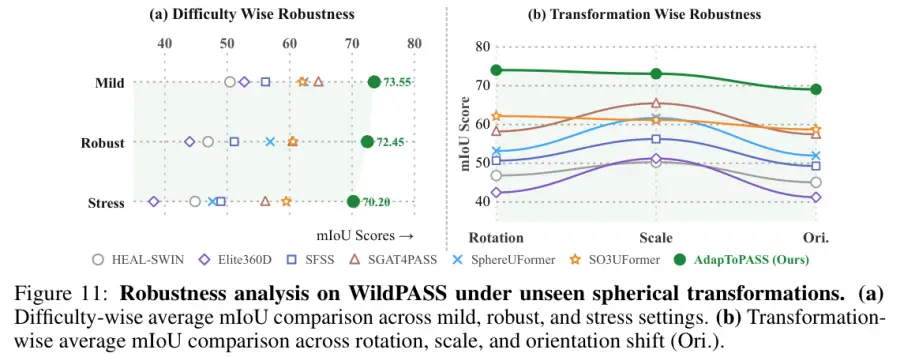 (a) Difficulty Wise Robustness
40 50 60 70 80
Mild
73.55
Robust
72.45
Stress
70.20
mIoU Scores →
(b) Transformation Wise Robustness
80
70
60
50
40
mIoU Score
Rotation Scale Ori.
HEAL-SWIN Elite360D SFSS SGAT4PASS SphereUFormer SO3UFormer AdapToPASS (Ours)
Figure 11: Robustness analysis on WildPASS under unseen spherical transformations. (a)
Difficulty-wise average mIoU comparison across mild, robust, and stress settings. (b) Transformation-
wise average mIoU comparison across rotation, scale, and orientation shift (Ori.).